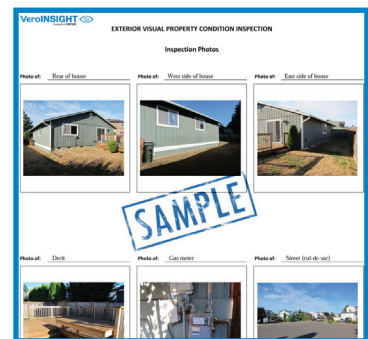 VeroINSIGHT
EXTERIOR VISUAL PROPERTY CONDITION INSPECTION
Inspection Photos
Photo of: Rear of house Photo of: West side of house Photo of: East side of house
SAMPLE
Photo of: Deck Photo of: Gas meter Photo of: Street (cul-de-sac)